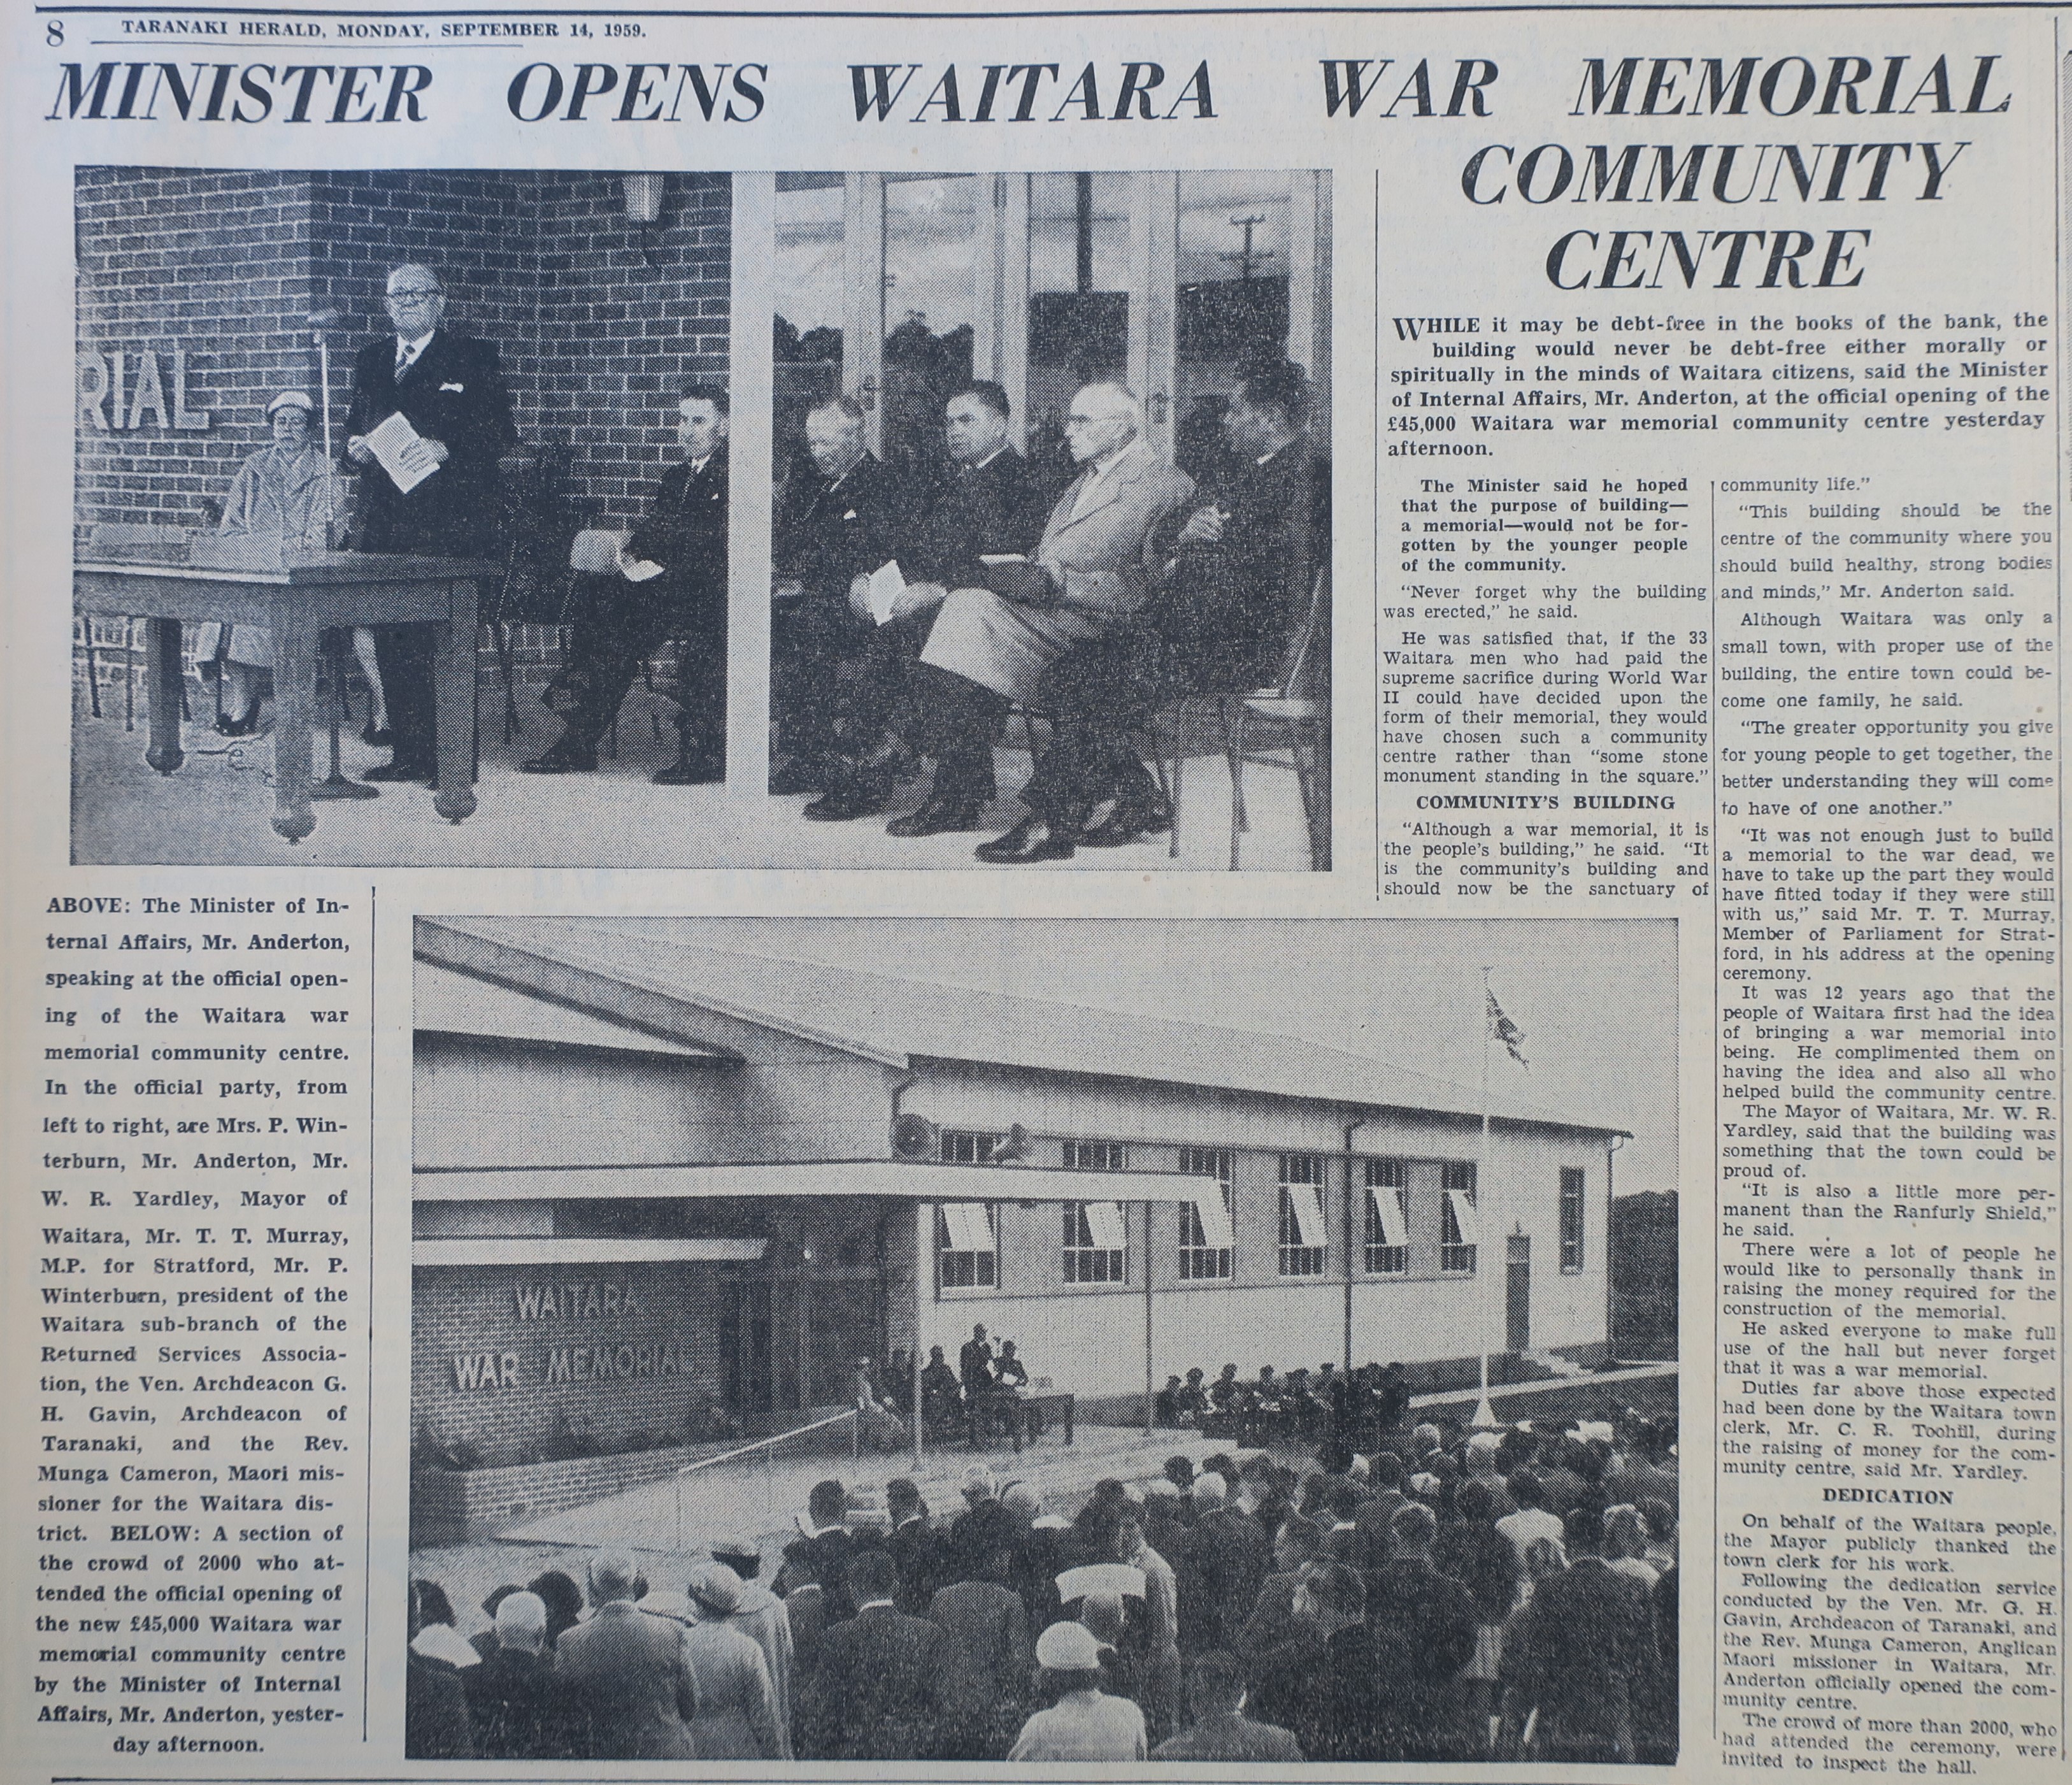 8 TARANAKI HERALD, MONDAY, SEPTEMBER 14, 1959.
MINISTER OPENS WAITARA WAR MEMORIAL
COMMUNITY
CENTRE
RIAL
WHILE it may be debt-free in the books of the bank, the
building would never be debt-free either morally or
spiritually in the minds of Waitara citizens, said the Minister
of Internal Affairs, Mr. Anderton, at the official opening of the
£45,000 Waitara war memorial community centre yesterday
afternoon.
The Minister said he hoped
that the purpose of building—
a memorial—would not be for-
gotten by the younger people
of the community.
"Never forget why the building
was erected," he said.
He was satisfied that, if the 33
Waitara men who had paid the
supreme sacrifice during World War
II could have decided upon the
form of their memorial, they would
have chosen such a community
centre rather than "some stone
monument standing in the square."
COMMUNITY'S BUILDING
"Although a war memorial, it is
the people's building," he said. "It
is the community's building and
should now be the sanctuary of
community life."
"This building should be the
centre of the community where you
should build healthy, strong bodies
and minds," Mr. Anderton said.
Although Waitara was only a
small town, with proper use of the
building, the entire town could be-
come one family, he said.
"The greater opportunity you give
for young people to get together, the
better understanding they will come
to have of one another."
"It was not enough just to build
a memorial to the war dead, we
have to take up the part they would
have fitted today if they were still
with us," said Mr. T. T. Murray,
Member of Parliament for Strat-
ford, in his address at the opening
ceremony.
It was 12 years ago that the
people of Waitara first had the idea
of bringing a war memorial into
being. He complimented them on
having the idea and also all who
helped build the community centre.
The Mayor of Waitara, Mr. W. R.
Yardley, said that the building was
something that the town could be
proud of.
"It is also a little more per-
manent than the Ranfurly Shield,"
he said.
There were a lot of people he
would like to personally thank in
raising the money required for the
construction of the memorial.
He asked everyone to make full
use of the hall but never forget
that it was a war memorial.
Duties far above those expected
had been done by the Waitara town
clerk, Mr. C. R. Toohill, during
the raising of money for the com-
munity centre, said Mr. Yardley.
DEDICATION
On behalf of the Waitara people,
the Mayor publicly thanked the
town clerk for his work.
Following the dedication service
conducted by the Ven. Mr. G. H.
Gavin, Archdeacon of Taranaki, and
the Rev. Munga Cameron, Anglican
Maori missioner in Waitara, Mr.
Anderton officially opened the com-
munity centre.
The crowd of more than 2000, who
had attended the ceremony, were
invited to inspect the hall.
ABOVE: The Minister of In-
ternal Affairs, Mr. Anderton,
speaking at the official open-
ing of the Waitara war
memorial community centre.
In the official party, from
left to right, are Mrs. P. Win-
terburn, Mr. Anderton, Mr.
W. R. Yardley, Mayor of
Waitara, Mr. T. T. Murray,
M.P. for Stratford, Mr. P.
Winterburn, president of the
Waitara sub-branch of the
Returned Services Associa-
tion, the Ven. Archdeacon G.
H. Gavin, Archdeacon of
Taranaki, and the Rev.
Munga Cameron, Maori mis-
sioner for the Waitara dis-
trict. BELOW: A section of
the crowd of 2000 who at-
tended the official opening of
the new £45,000 Waitara war
memorial community centre
by the Minister of Internal
Affairs, Mr. Anderton, yester-
day afternoon.
WAITARA
WAR MEMORIAL